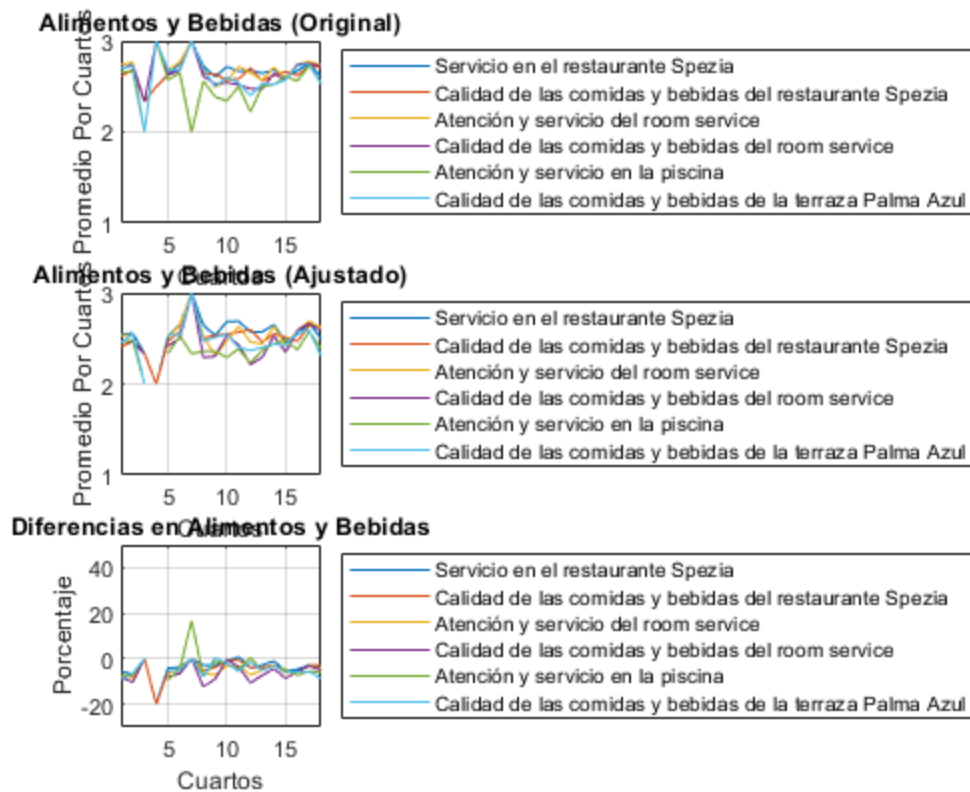 Alimentos y Bebidas (Original)
Promedio Por Cuartos
3
2
1
5 10 15
Cuartos
Servicio en el restaurante Spezia
Calidad de las comidas y bebidas del restaurante Spezia
Atención y servicio del room service
Calidad de las comidas y bebidas del room service
Atención y servicio en la piscina
Calidad de las comidas y bebidas de la terraza Palma Azul
Alimentos y Bebidas (Ajustado)
Promedio Por Cuartos
3
2
1
5 10 15
Cuartos
Servicio en el restaurante Spezia
Calidad de las comidas y bebidas del restaurante Spezia
Atención y servicio del room service
Calidad de las comidas y bebidas del room service
Atención y servicio en la piscina
Calidad de las comidas y bebidas de la terraza Palma Azul
Diferencias en Alimentos y Bebidas
Porcentaje
40
20
0
-20
5 10 15
Cuartos
Servicio en el restaurante Spezia
Calidad de las comidas y bebidas del restaurante Spezia
Atención y servicio del room service
Calidad de las comidas y bebidas del room service
Atención y servicio en la piscina
Calidad de las comidas y bebidas de la terraza Palma Azul